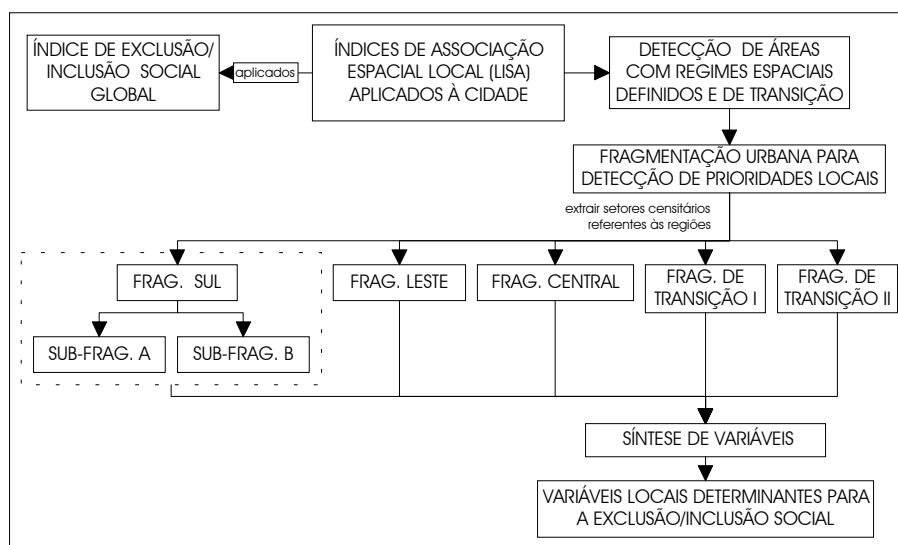 ÍNDICE DE EXCLUSÃO/
INCLUSÃO SOCIAL
GLOBAL
aplicados
ÍNDICES DE ASSOCIAÇÃO
ESPACIAL LOCAL (LISA)
APLICADOS À CIDADE
DETECÇÃO DE ÁREAS
COM REGIMES ESPACIAIS
DEFINIDOS E DE TRANSIÇÃO
FRAGMENTAÇÃO URBANA PARA
DETECÇÃO DE PRIORIDADES LOCAIS
extrair setores censitários
referentes às regiões
FRAG. SUL
FRAG. LESTE
FRAG. CENTRAL
FRAG. DE
TRANSIÇÃO I
FRAG. DE
TRANSIÇÃO II
SUB-FRAG. A
SUB-FRAG. B
SÍNTESE DE VARIÁVEIS
VARIÁVEIS LOCAIS DETERMINANTES PARA
A EXCLUSÃO/INCLUSÃO SOCIAL